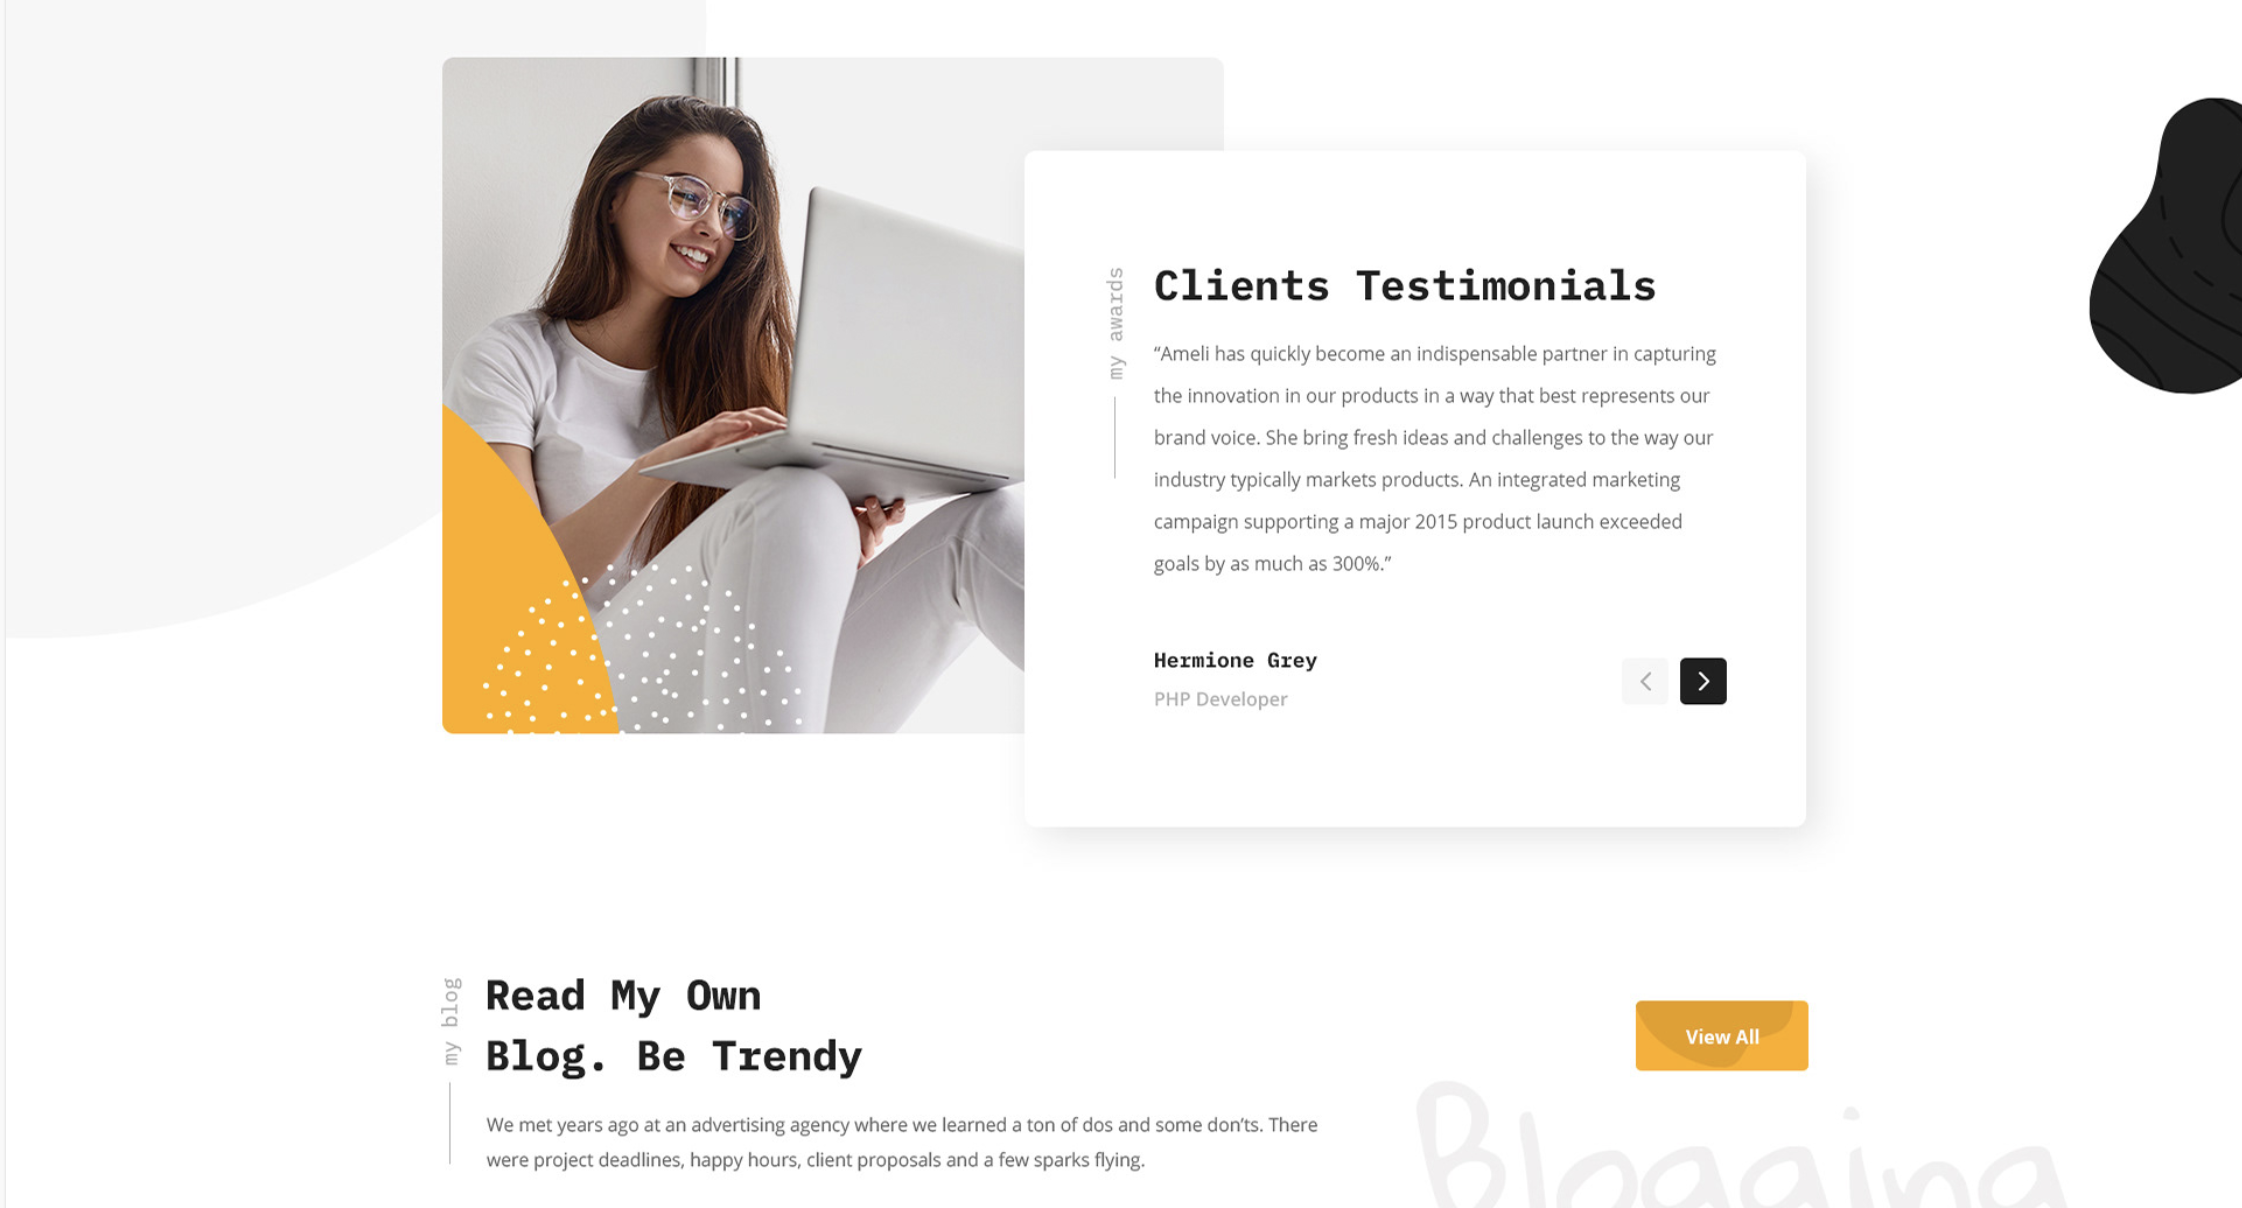 my awards
Clients Testimonials
“Ameli has quickly become an indispensable partner in capturing
the innovation in our products in a way that best represents our
brand voice. She bring fresh ideas and challenges to the way our
industry typically markets products. An integrated marketing
campaign supporting a major 2015 product launch exceeded
goals by as much as 300%.”
Hermione Grey
PHP Developer
my blog
Read My Own
Blog. Be Trendy
View All
We met years ago at an advertising agency where we learned a ton of dos and some don’ts. There
were project deadlines, happy hours, client proposals and a few sparks flying.
Blogging